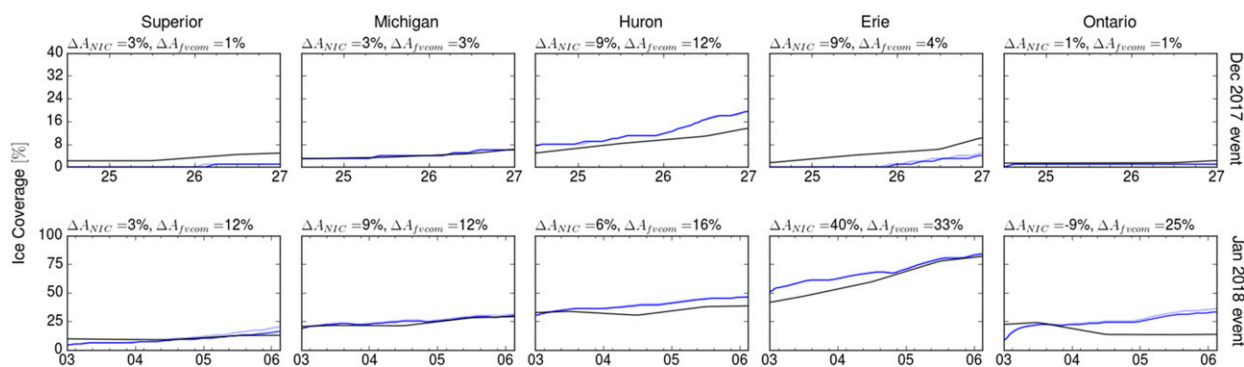 Superior Michigan Huron Erie Ontario
ΔA_NIC =3%, ΔA_fvcom =1% ΔA_NIC =3%, ΔA_fvcom =3% ΔA_NIC =9%, ΔA_fvcom =12% ΔA_NIC =9%, ΔA_fvcom =4% ΔA_NIC =1%, ΔA_fvcom =1%
40
32
24
16
8
0
25 26 27 25 26 27 25 26 27 25 26 27 25 26 27
Dec 2017 event
Ice Coverage [%]
ΔA_NIC =3%, ΔA_fvcom =12% ΔA_NIC =9%, ΔA_fvcom =12% ΔA_NIC =6%, ΔA_fvcom =16% ΔA_NIC =40%, ΔA_fvcom =33% ΔA_NIC =-9%, ΔA_fvcom =25%
100
75
50
25
0
03 04 05 06 03 04 05 06 03 04 05 06 03 04 05 06 03 04 05 06
Jan 2018 event